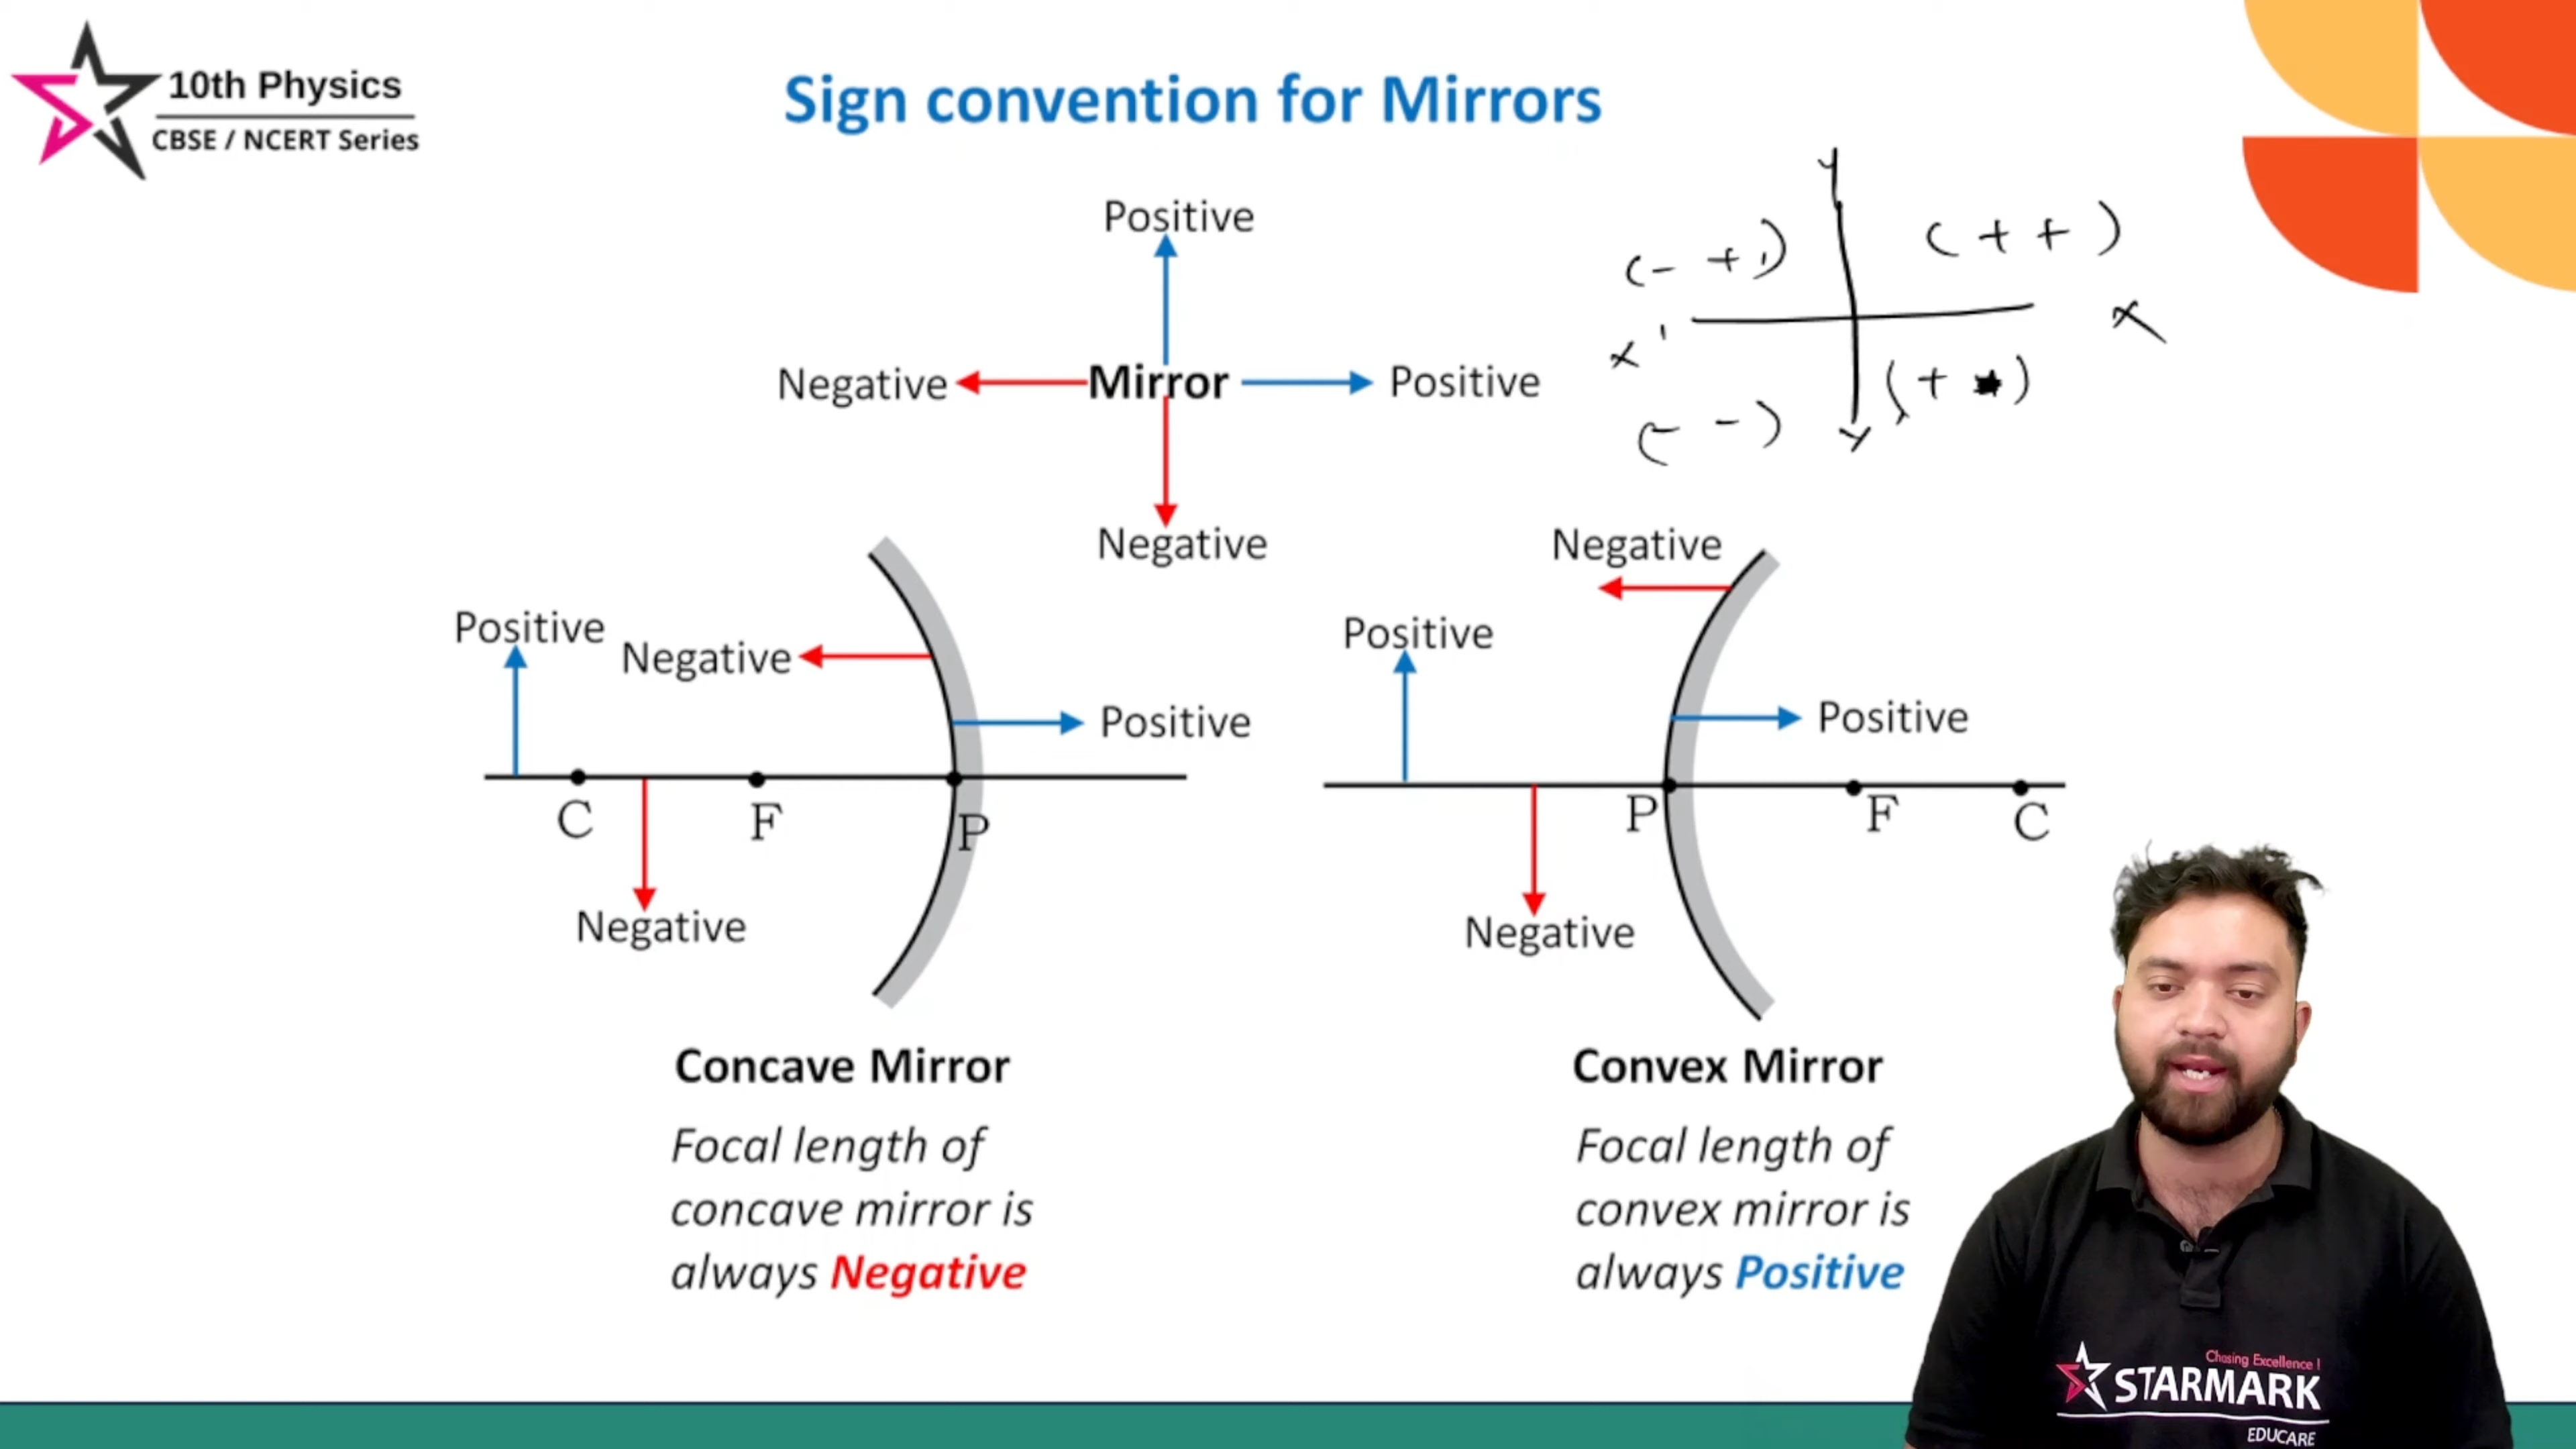 10th Physics
CBSE / NCERT Series
Sign convention for Mirrors
Positive
Negative
Mirror
Positive
Negative
y
(- +)
(+ +)
x'
x
(- -)
(+
y
Positive
Negative
Positive
C
F
P
Negative
Concave Mirror
Focal length of
concave mirror is
always Negative
Negative
Positive
Positive
P
F
C
Negative
Convex Mirror
Focal length of
convex mirror is
always Positive
Chasing Excellence !
STARMARK
EDUCARE